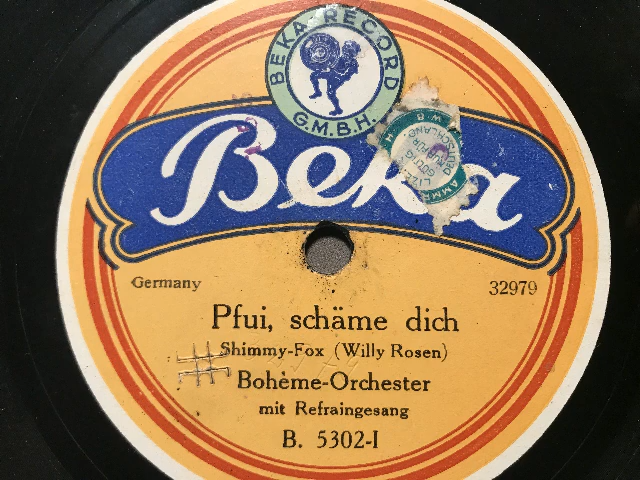 BEKA RECORD
G.M.B.H.
Beka
Germany
32979
Pfui, schäme dich
Shimmy-Fox (Willy Rosen)
Bohème-Orchester
mit Refraingesang
B. 5302-I